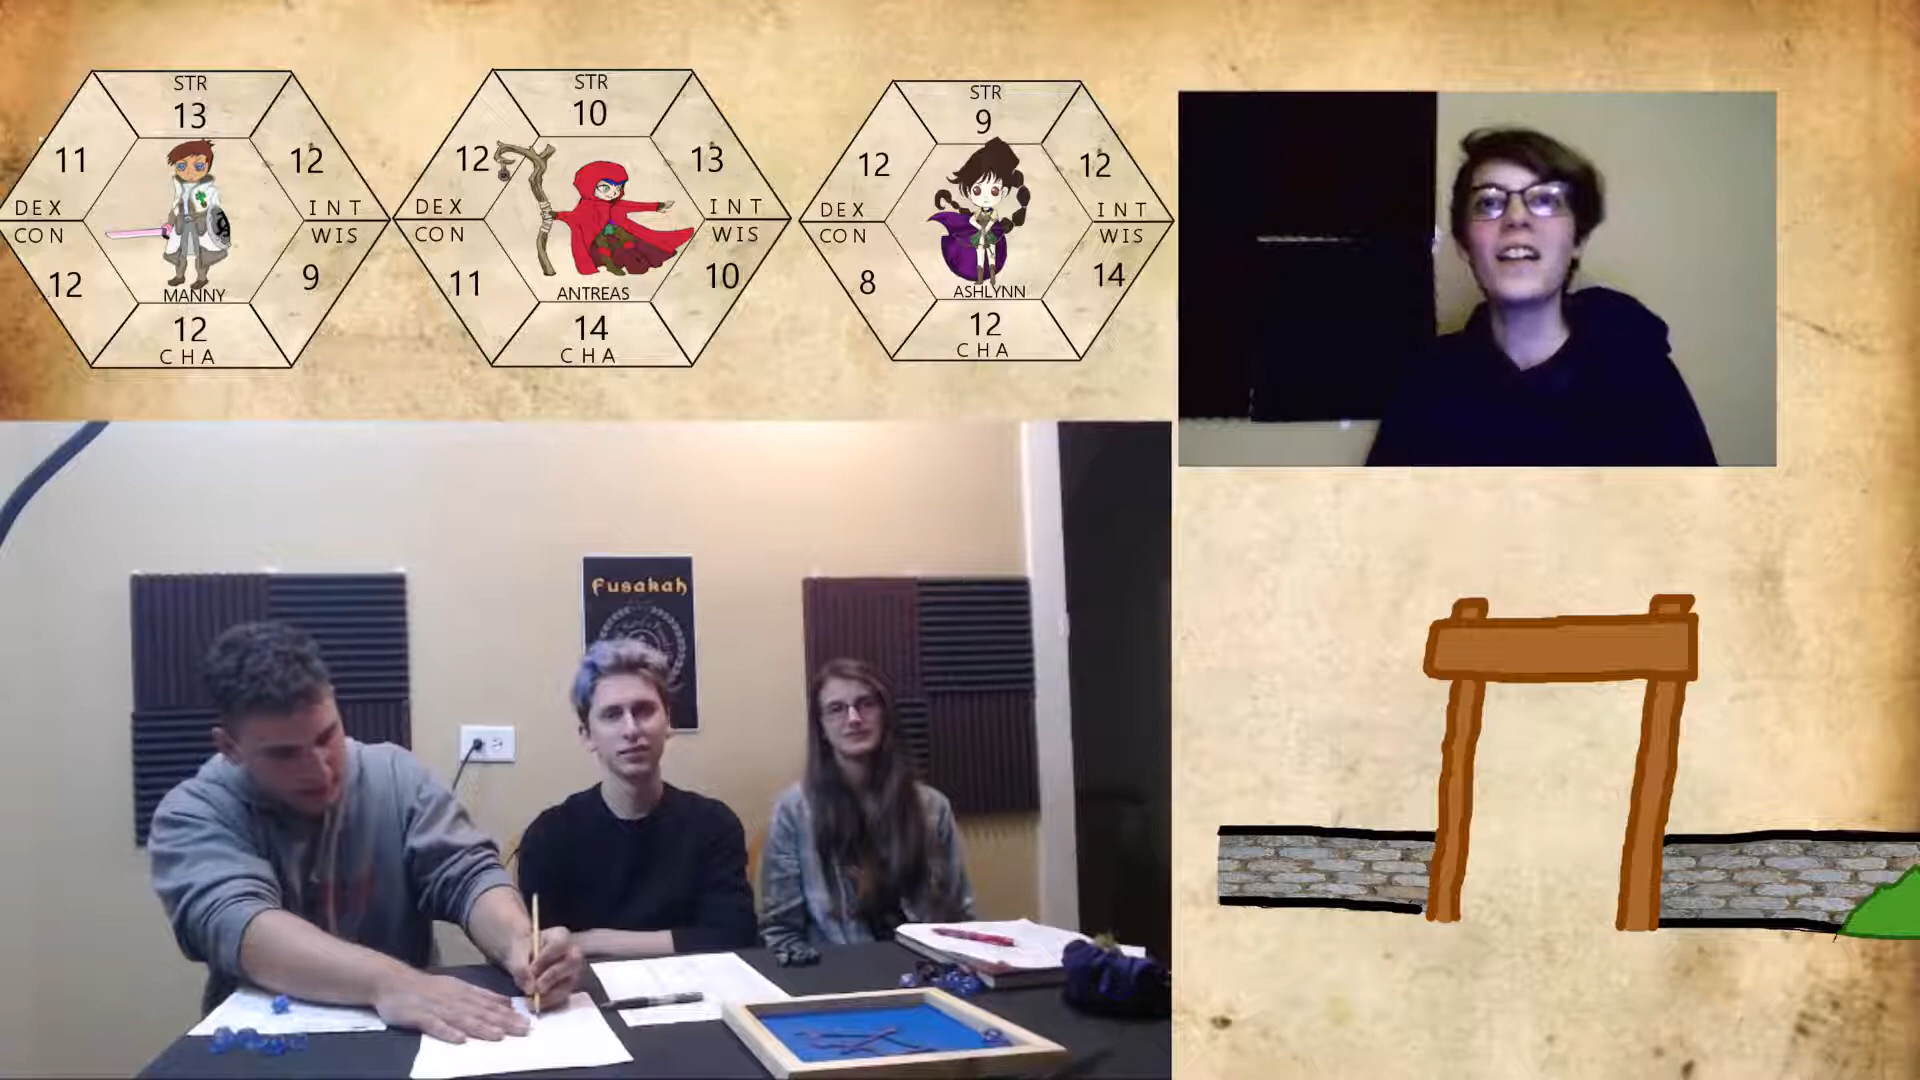 STR
13
11
12
DEX
INT
CON
WIS
12
9
MANNY
12
CHA
STR
10
12
13
DEX
INT
CON
WIS
11
10
ANTREAS
14
CHA
STR
9
12
12
DEX
INT
CON
WIS
8
14
ASHLYNN
12
CHA
Fusakah